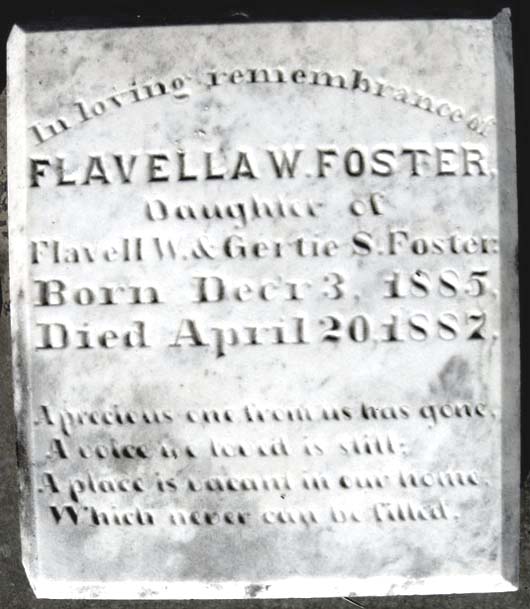 In loving remembrance of
FLAVELLA W. FOSTER,
Daughter of
Flavell W. & Gertie S. Foster:
Born Dec'r 3, 1885,
Died April 20, 1887.
A precious one from us has gone,
A voice we loved is still;
A place is vacant in our home,
Which never can be filled.